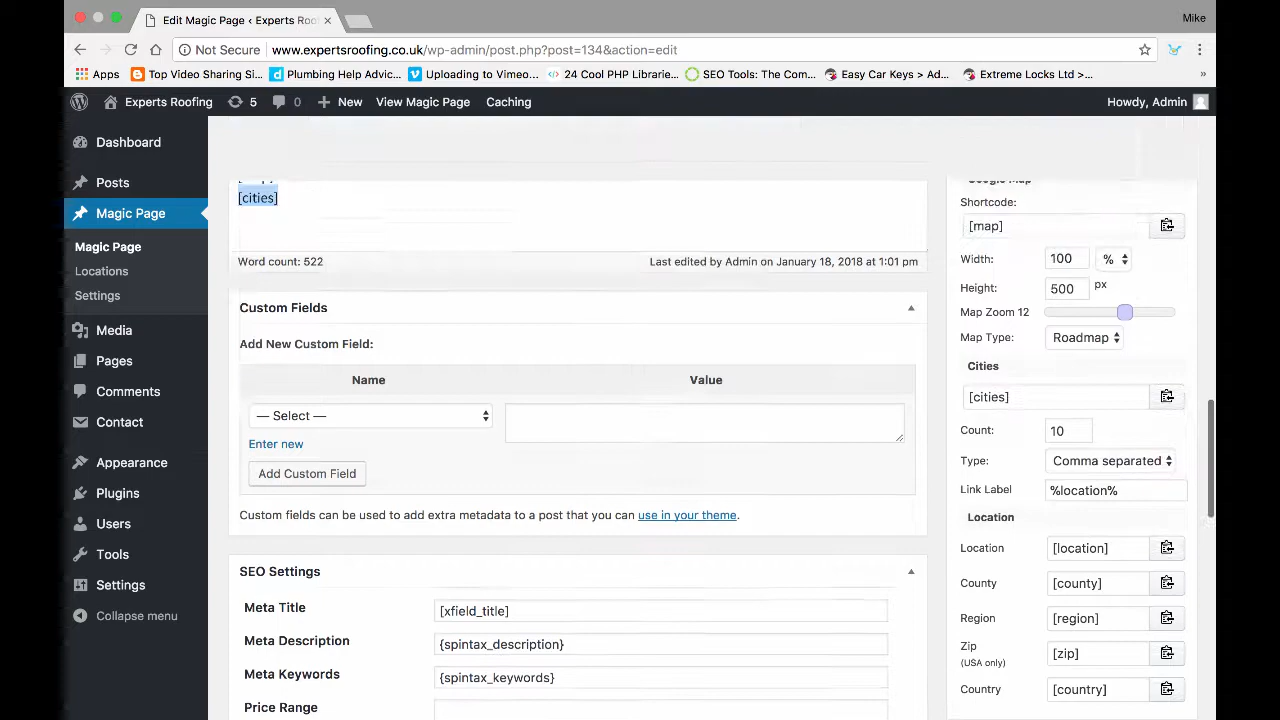 Edit Magic Page ‹ Experts Roof
Mike
Not Secure www.expertsroofing.co.uk/wp-admin/post.php?post=134&action=edit
Apps Top Video Sharing Si... Plumbing Help Advic... Uploading to Vimeo... 24 Cool PHP Librarie... SEO Tools: The Com... Easy Car Keys > Ad... Extreme Locks Ltd >... »
Experts Roofing 5 0 New View Magic Page Caching Howdy, Admin
Dashboard
Posts
Magic Page
Magic Page
Locations
Settings
Media
Pages
Comments
Contact
Appearance
Plugins
Users
Tools
Settings
Collapse menu
[cities]
Word count: 522 Last edited by Admin on January 18, 2018 at 1:01 pm
Custom Fields
Add New Custom Field:
Name Value
— Select —
Enter new
Add Custom Field
Custom fields can be used to add extra metadata to a post that you can use in your theme.
SEO Settings
Meta Title [xfield_title]
Meta Description {spintax_description}
Meta Keywords {spintax_keywords}
Price Range
Google Map
Shortcode:
[map]
Width: 100 %
Height: 500 px
Map Zoom 12
Map Type: Roadmap
Cities
[cities]
Count: 10
Type: Comma separated
Link Label %location%
Location
Location [location]
County [county]
Region [region]
Zip [zip]
(USA only)
Country [country]